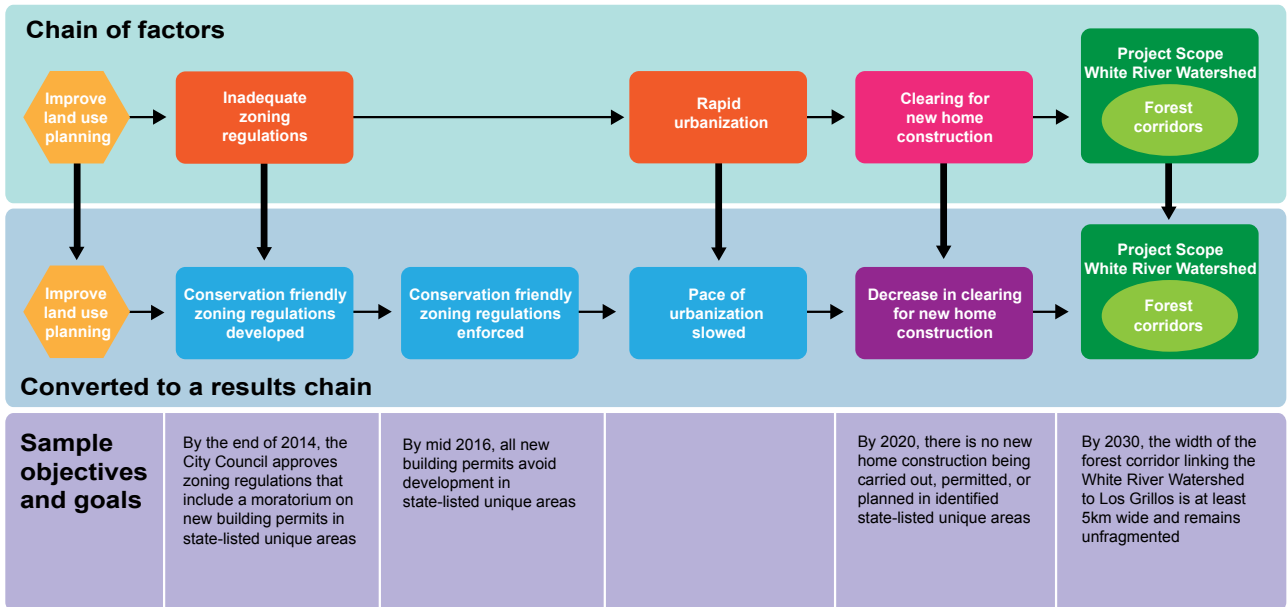 Chain of factors
Improve
land use
planning
Inadequate
zoning
regulations
Rapid
urbanization
Clearing for
new home
construction
Project Scope
White River Watershed
Forest
corridors
Improve
land use
planning
Conservation friendly
zoning regulations
developed
Conservation friendly
zoning regulations
enforced
Pace of
urbanization
slowed
Decrease in clearing
for new home
construction
Project Scope
White River Watershed
Forest
corridors
Converted to a results chain
Sample
objectives
and goals
By the end of 2014, the
City Council approves
zoning regulations that
include a moratorium on
new building permits in
state-listed unique areas
By mid 2016, all new
building permits avoid
development in
state-listed unique areas
By 2020, there is no new
home construction being
carried out, permitted, or
planned in identified
state-listed unique areas
By 2030, the width of the
forest corridor linking the
White River Watershed
to Los Grillos is at least
5km wide and remains
unfragmented